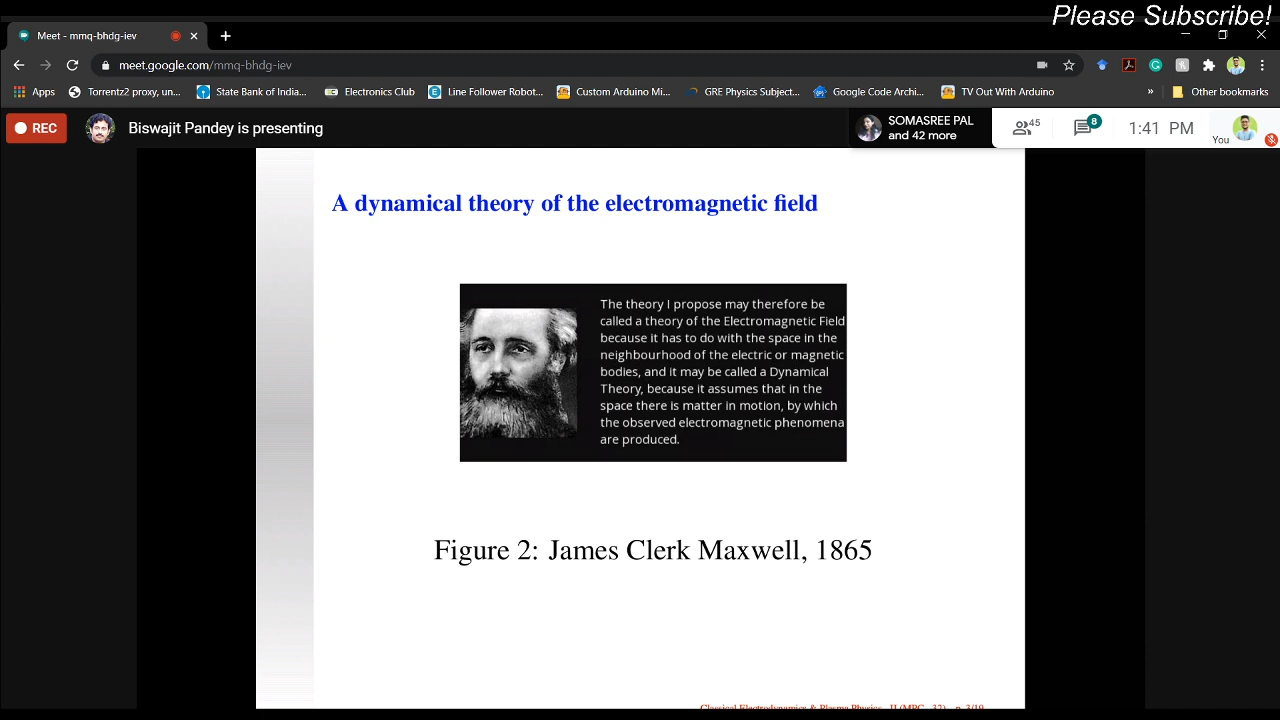 Please Subscribe!
Meet - mmq-bhdg-iev
meet.google.com/mmq-bhdg-iev
Apps
Torrentz2 proxy, un...
State Bank of India...
Electronics Club
Line Follower Robot...
Custom Arduino Mi...
GRE Physics Subject...
Google Code Archi...
TV Out With Arduino
»
Other bookmarks
REC
Biswajit Pandey is presenting
SOMASREE PAL
and 42 more
45
8
1:41 PM
You
A dynamical theory of the electromagnetic field
The theory I propose may therefore be
called a theory of the Electromagnetic Field
because it has to do with the space in the
neighbourhood of the electric or magnetic
bodies, and it may be called a Dynamical
Theory, because it assumes that in the
space there is matter in motion, by which
the observed electromagnetic phenomena
are produced.
Figure 2: James Clerk Maxwell, 1865
Classical Electrodynamics & Plasma Physics